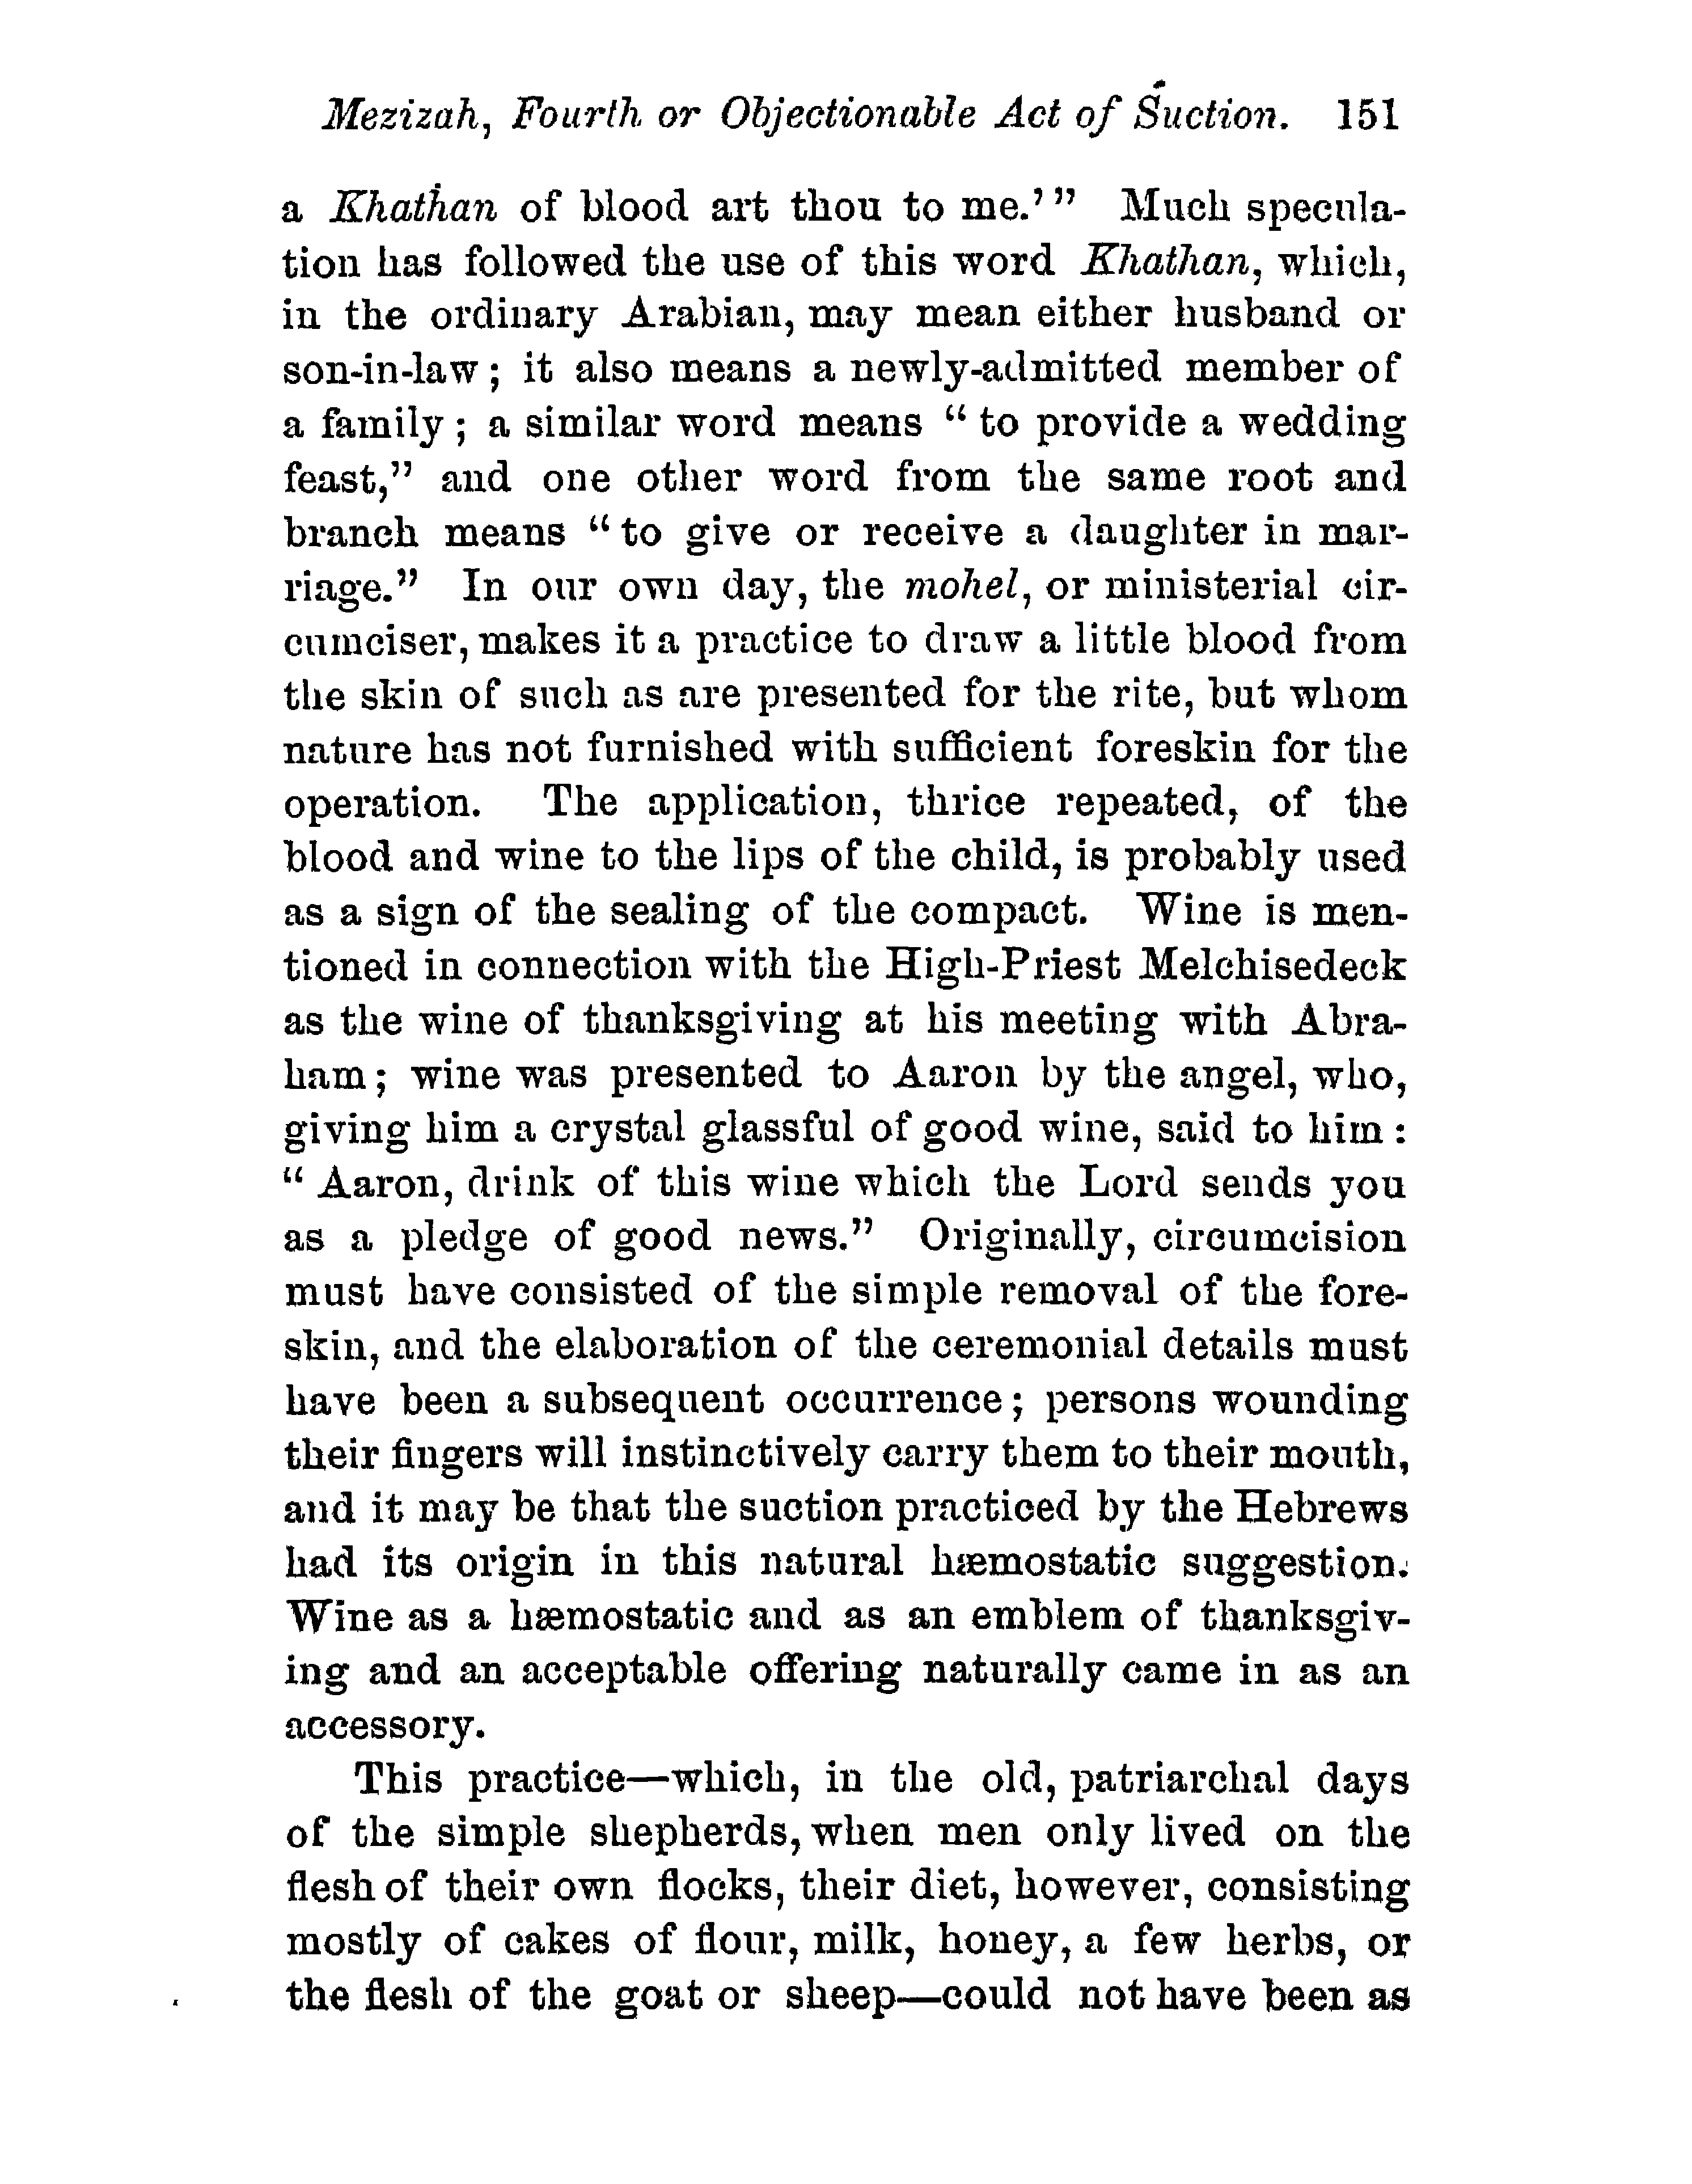 Mezizah, Fourth or Objectionable Act of Suction. 151
a Khathan of blood art thou to me.’” Much specula-
tion has followed the use of this word Khathan, which,
in the ordinary Arabian, may mean either husband or
son-in-law; it also means a newly-admitted member of
a family; a similar word means “to provide a wedding
feast,” and one other word from the same root and
branch means “to give or receive a daughter in mar-
riage.” In our own day, the mohel, or ministerial cir-
cumciser, makes it a practice to draw a little blood from
the skin of such as are presented for the rite, but whom
nature has not furnished with sufficient foreskin for the
operation. The application, thrice repeated, of the
blood and wine to the lips of the child, is probably used
as a sign of the sealing of the compact. Wine is men-
tioned in connection with the High-Priest Melchisedeck
as the wine of thanksgiving at his meeting with Abra-
ham; wine was presented to Aaron by the angel, who,
giving him a crystal glassful of good wine, said to him:
“Aaron, drink of this wine which the Lord sends you
as a pledge of good news.” Originally, circumcision
must have consisted of the simple removal of the fore-
skin, and the elaboration of the ceremonial details must
have been a subsequent occurrence; persons wounding
their fingers will instinctively carry them to their mouth,
and it may be that the suction practiced by the Hebrews
had its origin in this natural hæmostatic suggestion.
Wine as a hæmostatic and as an emblem of thanksgiv-
ing and an acceptable offering naturally came in as an
accessory.
This practice—which, in the old, patriarchal days
of the simple shepherds, when men only lived on the
flesh of their own flocks, their diet, however, consisting
mostly of cakes of flour, milk, honey, a few herbs, or
the flesh of the goat or sheep—could not have been as